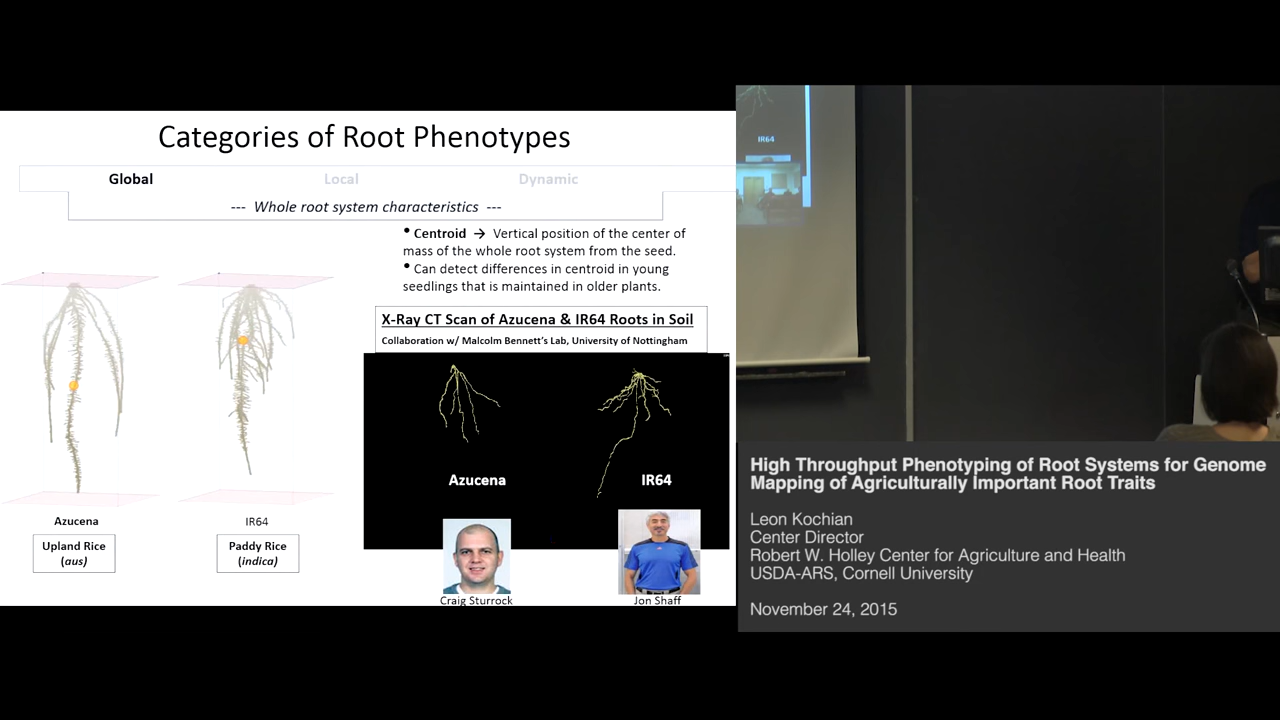 Categories of Root Phenotypes
Global
Local
Dynamic
--- Whole root system characteristics ---
• Centroid → Vertical position of the center of
mass of the whole root system from the seed.
• Can detect differences in centroid in young
seedlings that is maintained in older plants.
X-Ray CT Scan of Azucena & IR64 Roots in Soil
Collaboration w/ Malcolm Bennett's Lab, University of Nottingham
Azucena
IR64
Azucena
IR64
Upland Rice
(aus)
Paddy Rice
(indica)
Craig Sturrock
Jon Shaff
IR64
High Throughput Phenotyping of Root Systems for Genome
Mapping of Agriculturally Important Root Traits
Leon Kochian
Center Director
Robert W. Holley Center for Agriculture and Health
USDA-ARS, Cornell University
November 24, 2015